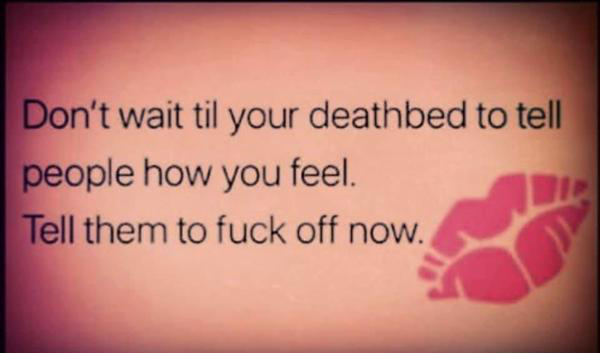 Don't wait til your deathbed to tell
people how you feel.
Tell them to fuck off now.